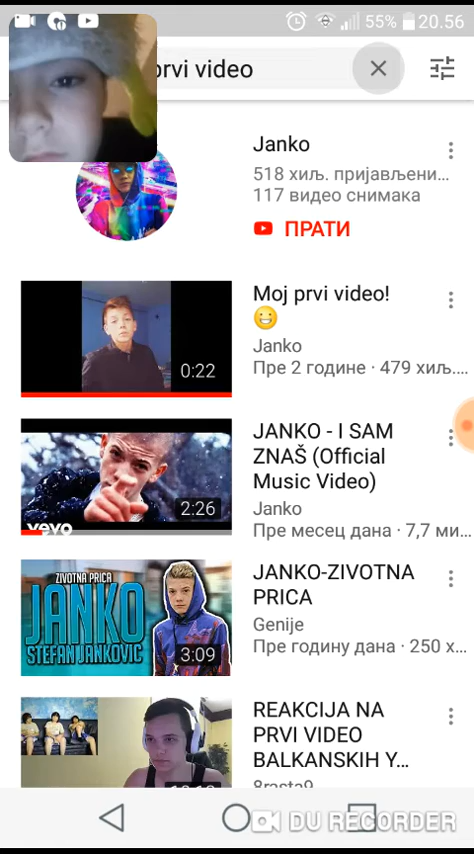 55% 20.56
prvi video
Janko
518 хиљ. пријављени...
117 видео снимака
ПРАТИ
Moj prvi video!
0:22
Janko
Пре 2 године · 479 хиљ....
JANKO - I SAM
ZNAŠ (Official
Music Video)
vevo
2:26
Janko
Пре месец дана · 7,7 ми...
JANKO-ZIVOTNA
PRICA
ZIVOTNA PRICA
JANKO
STEFAN JANKOVIC
3:09
Genije
Пре годину дана · 250 х...
REAKCIJA NA
PRVI VIDEO
BALKANSKIH Y...
8rasta9
DU RECORDER